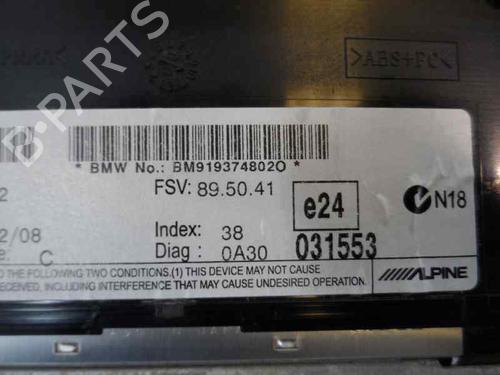 >ABS+PC<
* BMW No.: BM919374802O *
2
FSV: 89.50.41
e24
N18
2/08
Index: 38
: C
Diag : 0A30
031553
O THE FOLLOWING TWO CONDITIONS.(1) THIS DEVICE MAY NOT CAUSE
RECEIVED, INCLUDING INTERFERENCE THAT MAY CAUSE UNDESIRED OPERATION.
ALPINE
B-PARTS